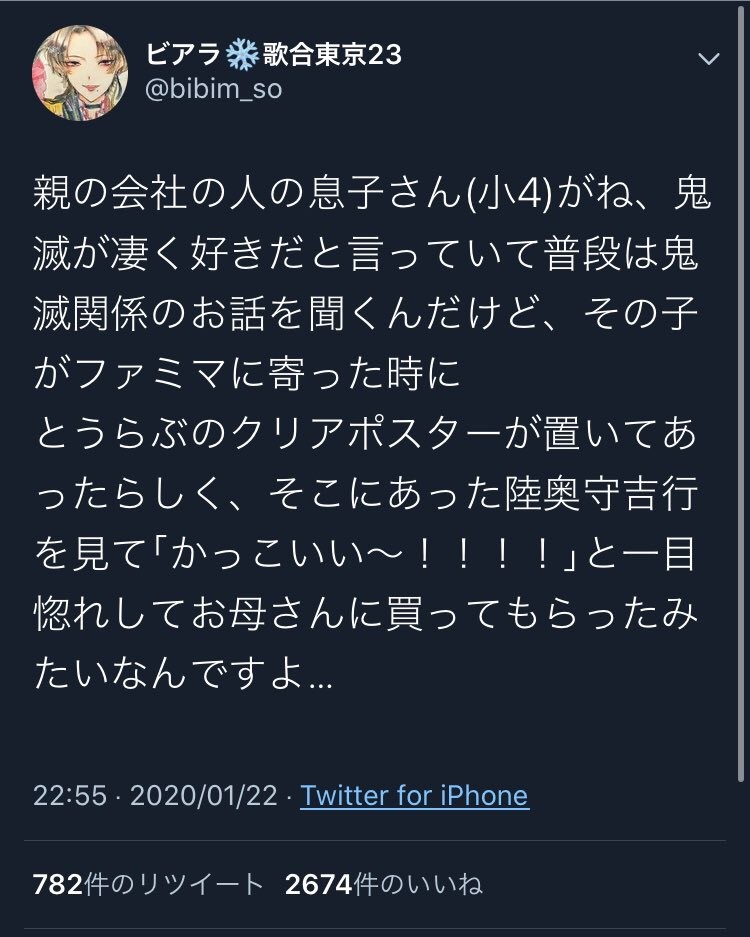 ビアラ❄️歌合東京23
@bibim_so
親の会社の人の息子さん(小4)がね、鬼
滅が凄く好きだと言っていて普段は鬼
滅関係のお話を聞くんだけど、その子
がファミマに寄った時に
とうらぶのクリアポスターが置いてあ
ったらしく、そこにあった陸奥守吉行
を見て｢かっこいい〜！！！！｣と一目
惚れしてお母さんに買ってもらったみ
たいなんですよ...
22:55 · 2020/01/22 · Twitter for iPhone
782件のリツイート 2674件のいいね